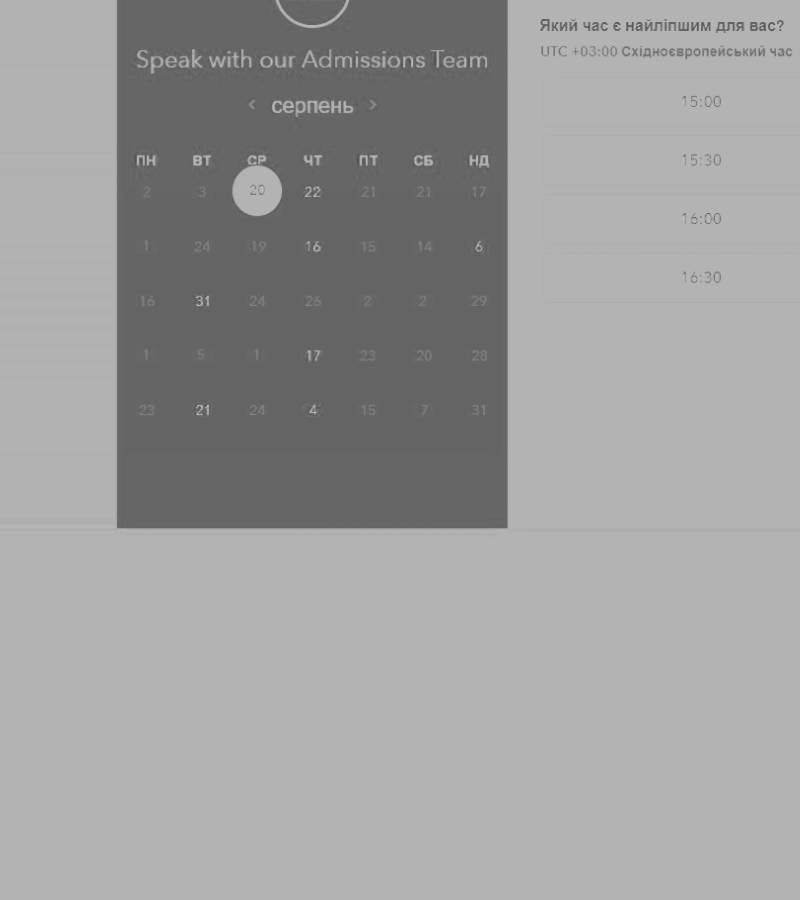 Speak with our Admissions Team
< серпень >
ПН ВТ СР ЧТ ПТ СБ НД
2 3 20 22 21 21 17
1 24 19 16 15 14 6
16 31 24 26 2 2 29
1 5 1 17 23 20 28
23 21 24 4 15 7 31
Який час є найліпшим для вас?
UTC +03:00 Східноєвропейський час
15:00
15:30
16:00
16:30